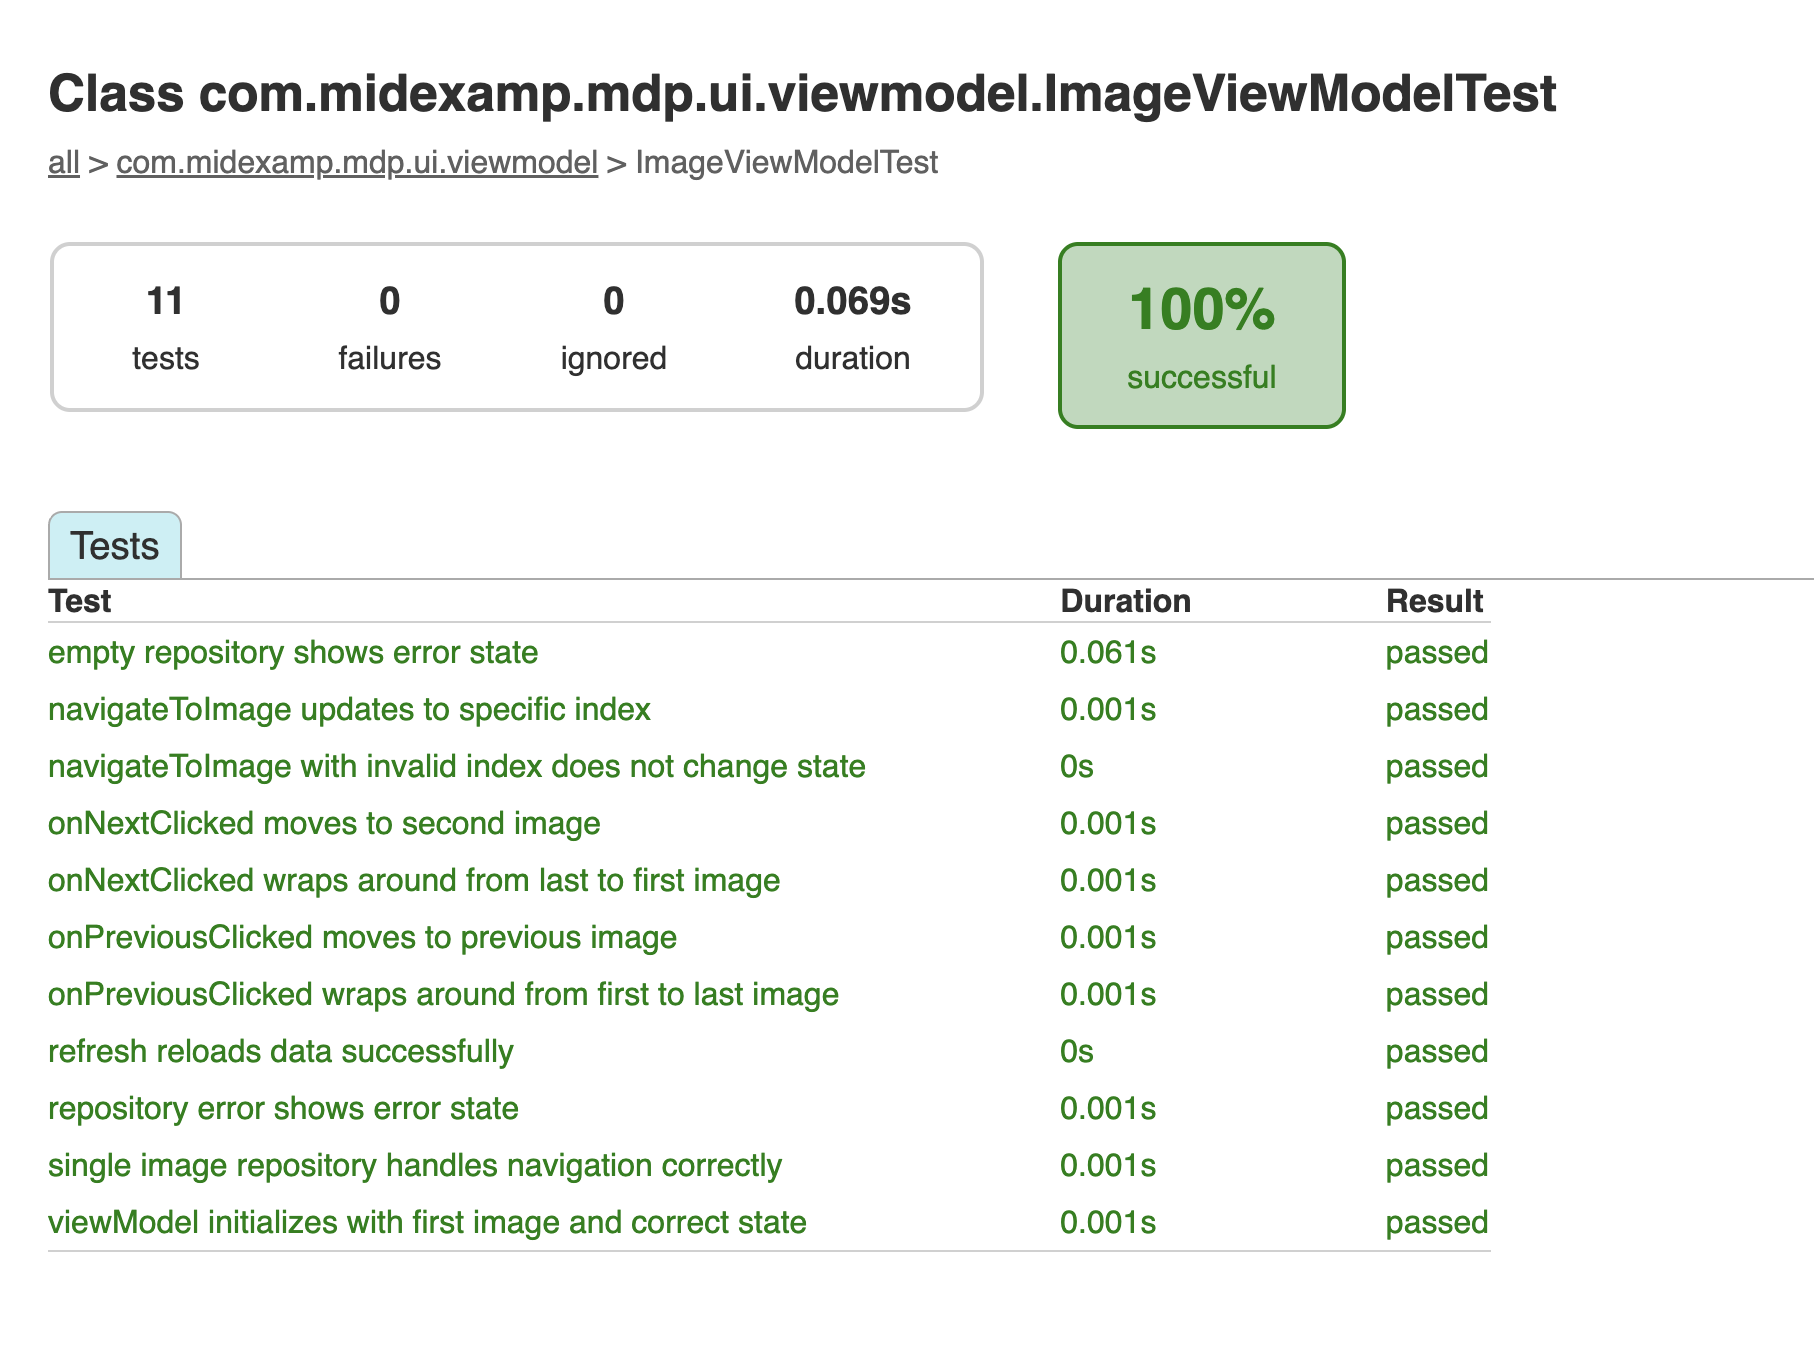 Class com.midexamp.mdp.ui.viewmodel.ImageViewModelTest
all > com.midexamp.mdp.ui.viewmodel > ImageViewModelTest
11 0 0 0.069s
tests failures ignored duration
100%
successful
Tests
Test Duration Result
empty repository shows error state 0.061s passed
navigateToImage updates to specific index 0.001s passed
navigateToImage with invalid index does not change state 0s passed
onNextClicked moves to second image 0.001s passed
onNextClicked wraps around from last to first image 0.001s passed
onPreviousClicked moves to previous image 0.001s passed
onPreviousClicked wraps around from first to last image 0.001s passed
refresh reloads data successfully 0s passed
repository error shows error state 0.001s passed
single image repository handles navigation correctly 0.001s passed
viewModel initializes with first image and correct state 0.001s passed